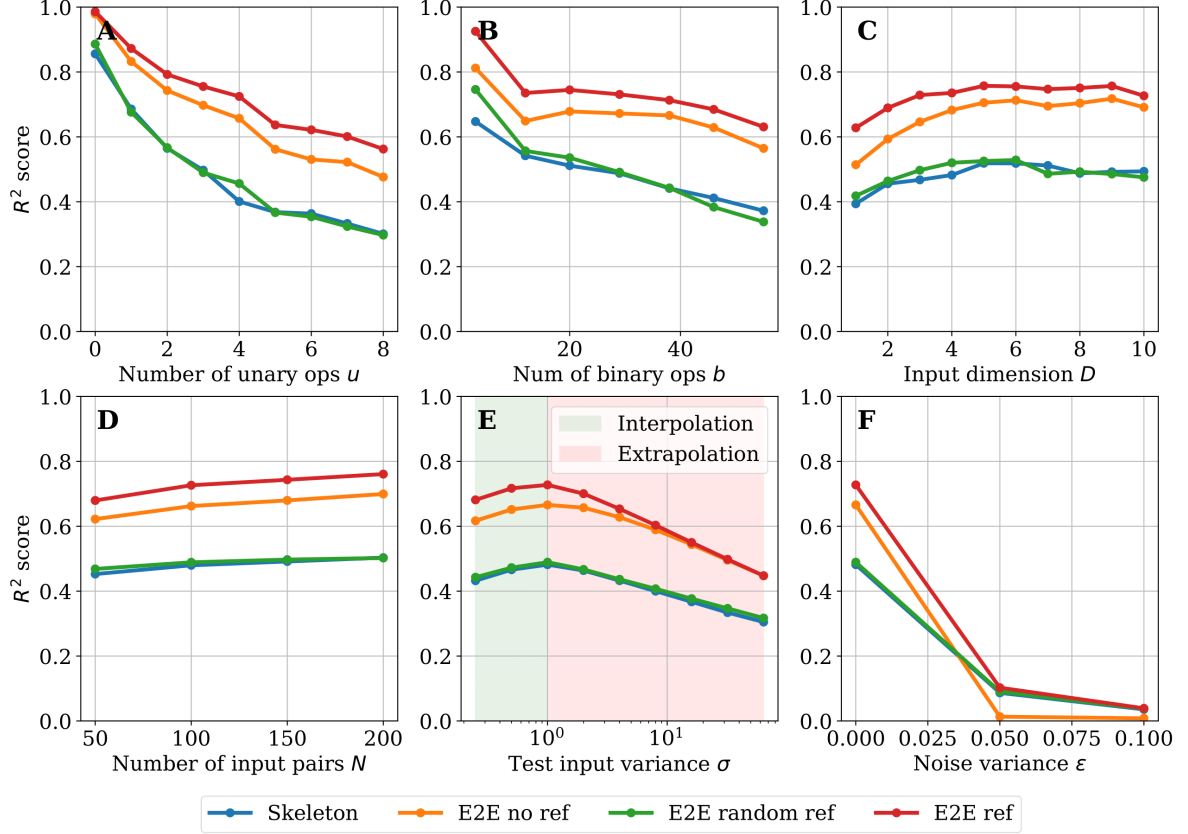 A
1.0
0.8
0.6
0.4
0.2
0.0
R² score
0 2 4 6 8
Number of unary ops u
B
1.0
0.8
0.6
0.4
0.2
0.0
20 40
Num of binary ops b
C
1.0
0.8
0.6
0.4
0.2
0.0
2 4 6 8 10
Input dimension D
D
1.0
0.8
0.6
0.4
0.2
0.0
R² score
50 100 150 200
Number of input pairs N
E
Interpolation
Extrapolation
1.0
0.8
0.6
0.4
0.2
0.0
10⁰ 10¹
Test input variance σ
F
1.0
0.8
0.6
0.4
0.2
0.0
0.000 0.025 0.050 0.075 0.100
Noise variance ε
Skeleton E2E no ref E2E random ref E2E ref